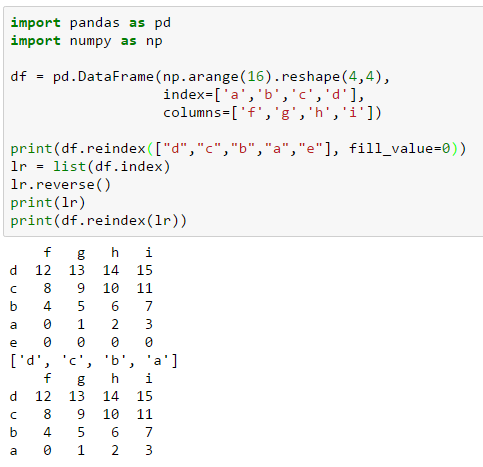 import pandas as pd
import numpy as np
df = pd.DataFrame(np.arange(16).reshape(4,4),
                  index=['a','b','c','d'],
                  columns=['f','g','h','i'])
print(df.reindex(["d","c","b","a","e"], fill_value=0))
lr = list(df.index)
lr.reverse()
print(lr)
print(df.reindex(lr))
    f   g   h   i
d  12  13  14  15
c   8   9  10  11
b   4   5   6   7
a   0   1   2   3
e   0   0   0   0
['d', 'c', 'b', 'a']
    f   g   h   i
d  12  13  14  15
c   8   9  10  11
b   4   5   6   7
a   0   1   2   3